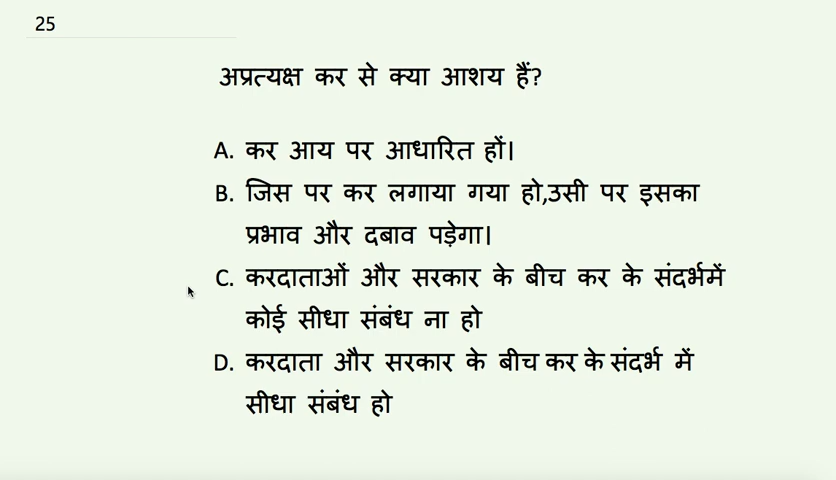 25
अप्रत्यक्ष कर से क्या आशय हैं?
A. कर आय पर आधारित हों।
B. जिस पर कर लगाया गया हो,उसी पर इसका
प्रभाव और दबाव पड़ेगा।
C. करदाताओं और सरकार के बीच कर के संदर्भमें
कोई सीधा संबंध ना हो
D. करदाता और सरकार के बीच कर के संदर्भ में
सीधा संबंध हो